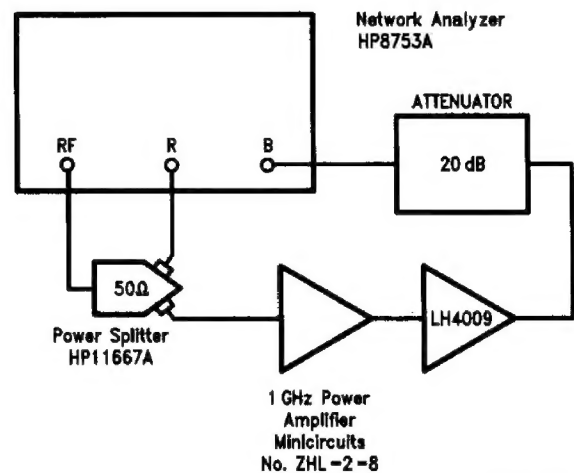 Network Analyzer
HP8753A
ATTENUATOR
RF
R
B
20 dB
50Ω
LH4009
Power Splitter
HP11667A
1 GHz Power
Amplifier
Minicircuits
No. ZHL-2-8